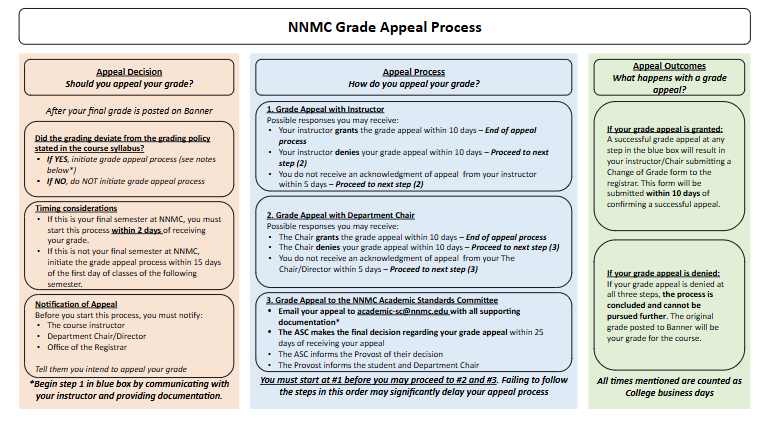 NNMC Grade Appeal Process
Appeal Decision
Should you appeal your grade?
After your final grade is posted on Banner
Did the grading deviate from the grading policy
stated in the course syllabus?
• If YES, initiate grade appeal process (see notes
below*)
• If NO, do NOT initiate grade appeal process
Timing considerations
• If this is your final semester at NNMC, you must
start this process within 2 days of receiving
your grade.
• If this is not your final semester at NNMC,
initiate the grade appeal process within 15 days
of the first day of classes of the following
semester.
Notification of Appeal
Before you start this process, you must notify:
• The course instructor
• Department Chair/Director
• Office of the Registrar
Tell them you intend to appeal your grade
*Begin step 1 in blue box by communicating with
your instructor and providing documentation.
Appeal Process
How do you appeal your grade?
1. Grade Appeal with Instructor
Possible responses you may receive:
• Your instructor grants the grade appeal within 10 days – End of appeal
process
• Your instructor denies your grade appeal within 10 days – Proceed to next
step (2)
• You do not receive an acknowledgment of appeal from your instructor
within 5 days – Proceed to next step (2)
2. Grade Appeal with Department Chair
Possible responses you may receive:
• The Chair grants the grade appeal within 10 days – End of appeal process
• The Chair denies your grade appeal within 10 days – Proceed to next step (3)
• You do not receive an acknowledgment of appeal from your The
Chair/Director within 5 days – Proceed to next step (3)
3. Grade Appeal to the NNMC Academic Standards Committee
• Email your appeal to academic-sc@nnmc.edu with all supporting
documentation*
• The ASC makes the final decision regarding your grade appeal within 25
days of receiving your appeal
• The ASC informs the Provost of their decision
• The Provost informs the student and Department Chair
You must start at #1 before you may proceed to #2 and #3. Failing to follow
the steps in this order may significantly delay your appeal process
Appeal Outcomes
What happens with a grade
appeal?
If your grade appeal is granted:
A successful grade appeal at any
step in the blue box will result in
your instructor/Chair submitting a
Change of Grade form to the
registrar. This form will be
submitted within 10 days of
confirming a successful appeal.
If your grade appeal is denied:
If your grade appeal is denied at
all three steps, the process is
concluded and cannot be
pursued further. The original
grade posted to Banner will be
your grade for the course.
All times mentioned are counted as
College business days